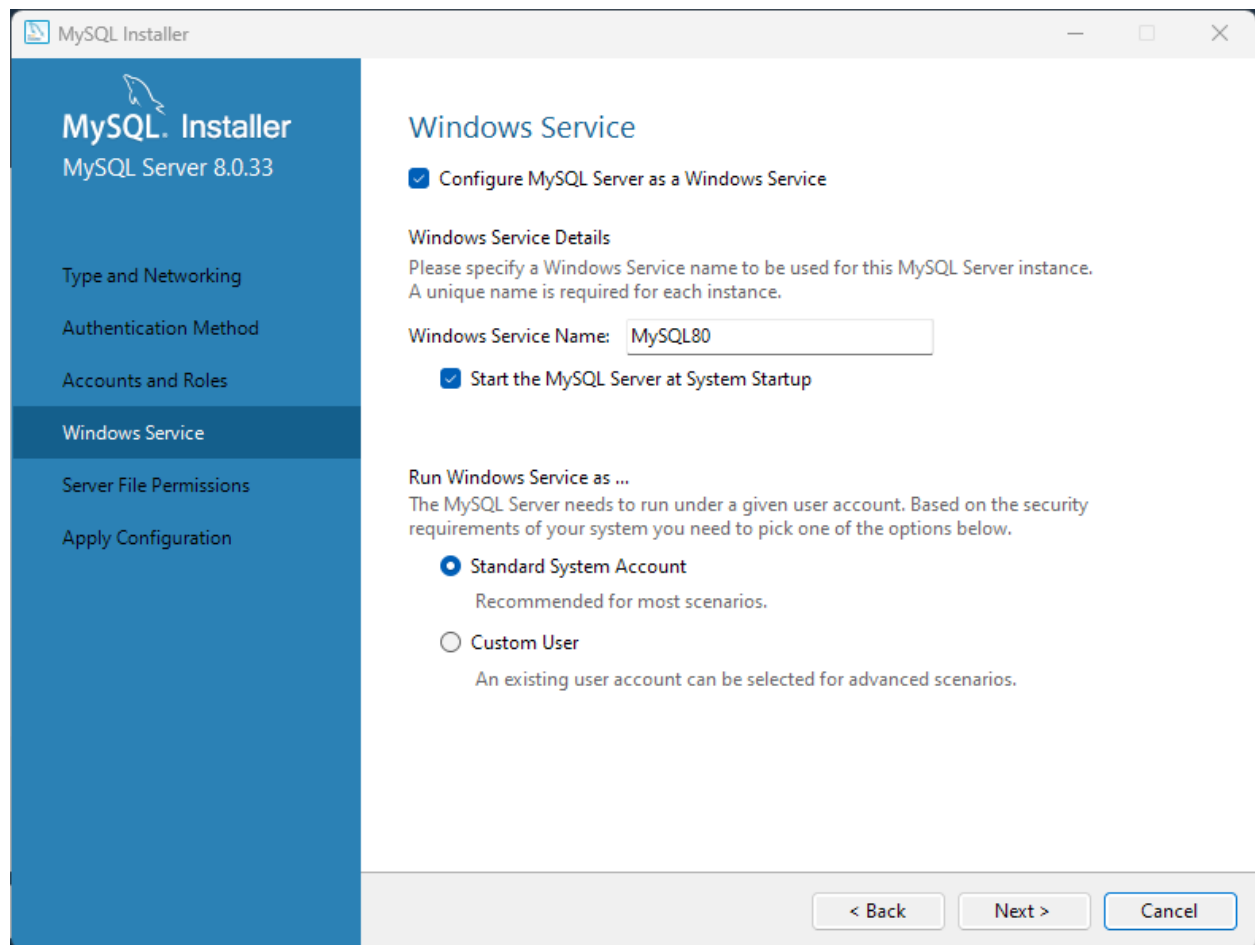 MySQL Installer
MySQL. Installer
MySQL Server 8.0.33
Type and Networking
Authentication Method
Accounts and Roles
Windows Service
Server File Permissions
Apply Configuration
Windows Service
Configure MySQL Server as a Windows Service
Windows Service Details
Please specify a Windows Service name to be used for this MySQL Server instance.
A unique name is required for each instance.
Windows Service Name: MySQL80
Start the MySQL Server at System Startup
Run Windows Service as ...
The MySQL Server needs to run under a given user account. Based on the security
requirements of your system you need to pick one of the options below.
Standard System Account
Recommended for most scenarios.
Custom User
An existing user account can be selected for advanced scenarios.
< Back Next > Cancel